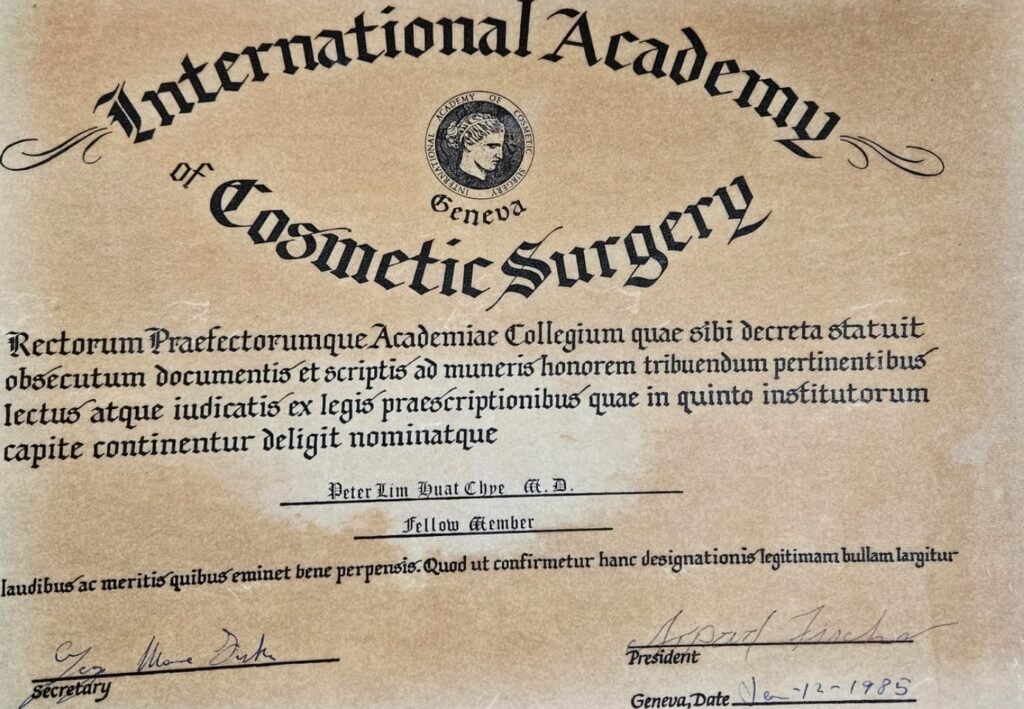 International Academy
INTERNATIONAL ACADEMY OF COSMETIC SURGERY
Geneva
of Cosmetic Surgery
Rectorum Praefectorumque Academiae Collegium quae sibi decreta statuit
obsecutum documentis et scriptis ad muneris honorem tribuendum pertinentibus
lectus atque iudicatis ex legis praescriptionibus quae in quinto institutorum
capite continentur deligit nominatque
Peter Lim Huat Chye M.D.
Fellow Member
laudibus ac meritis quibus eminet bene perpensis. Quod ut confirmetur hanc designationis legitimam bullam largitur
Secretary
President
Geneva, Date Jan-12-1985